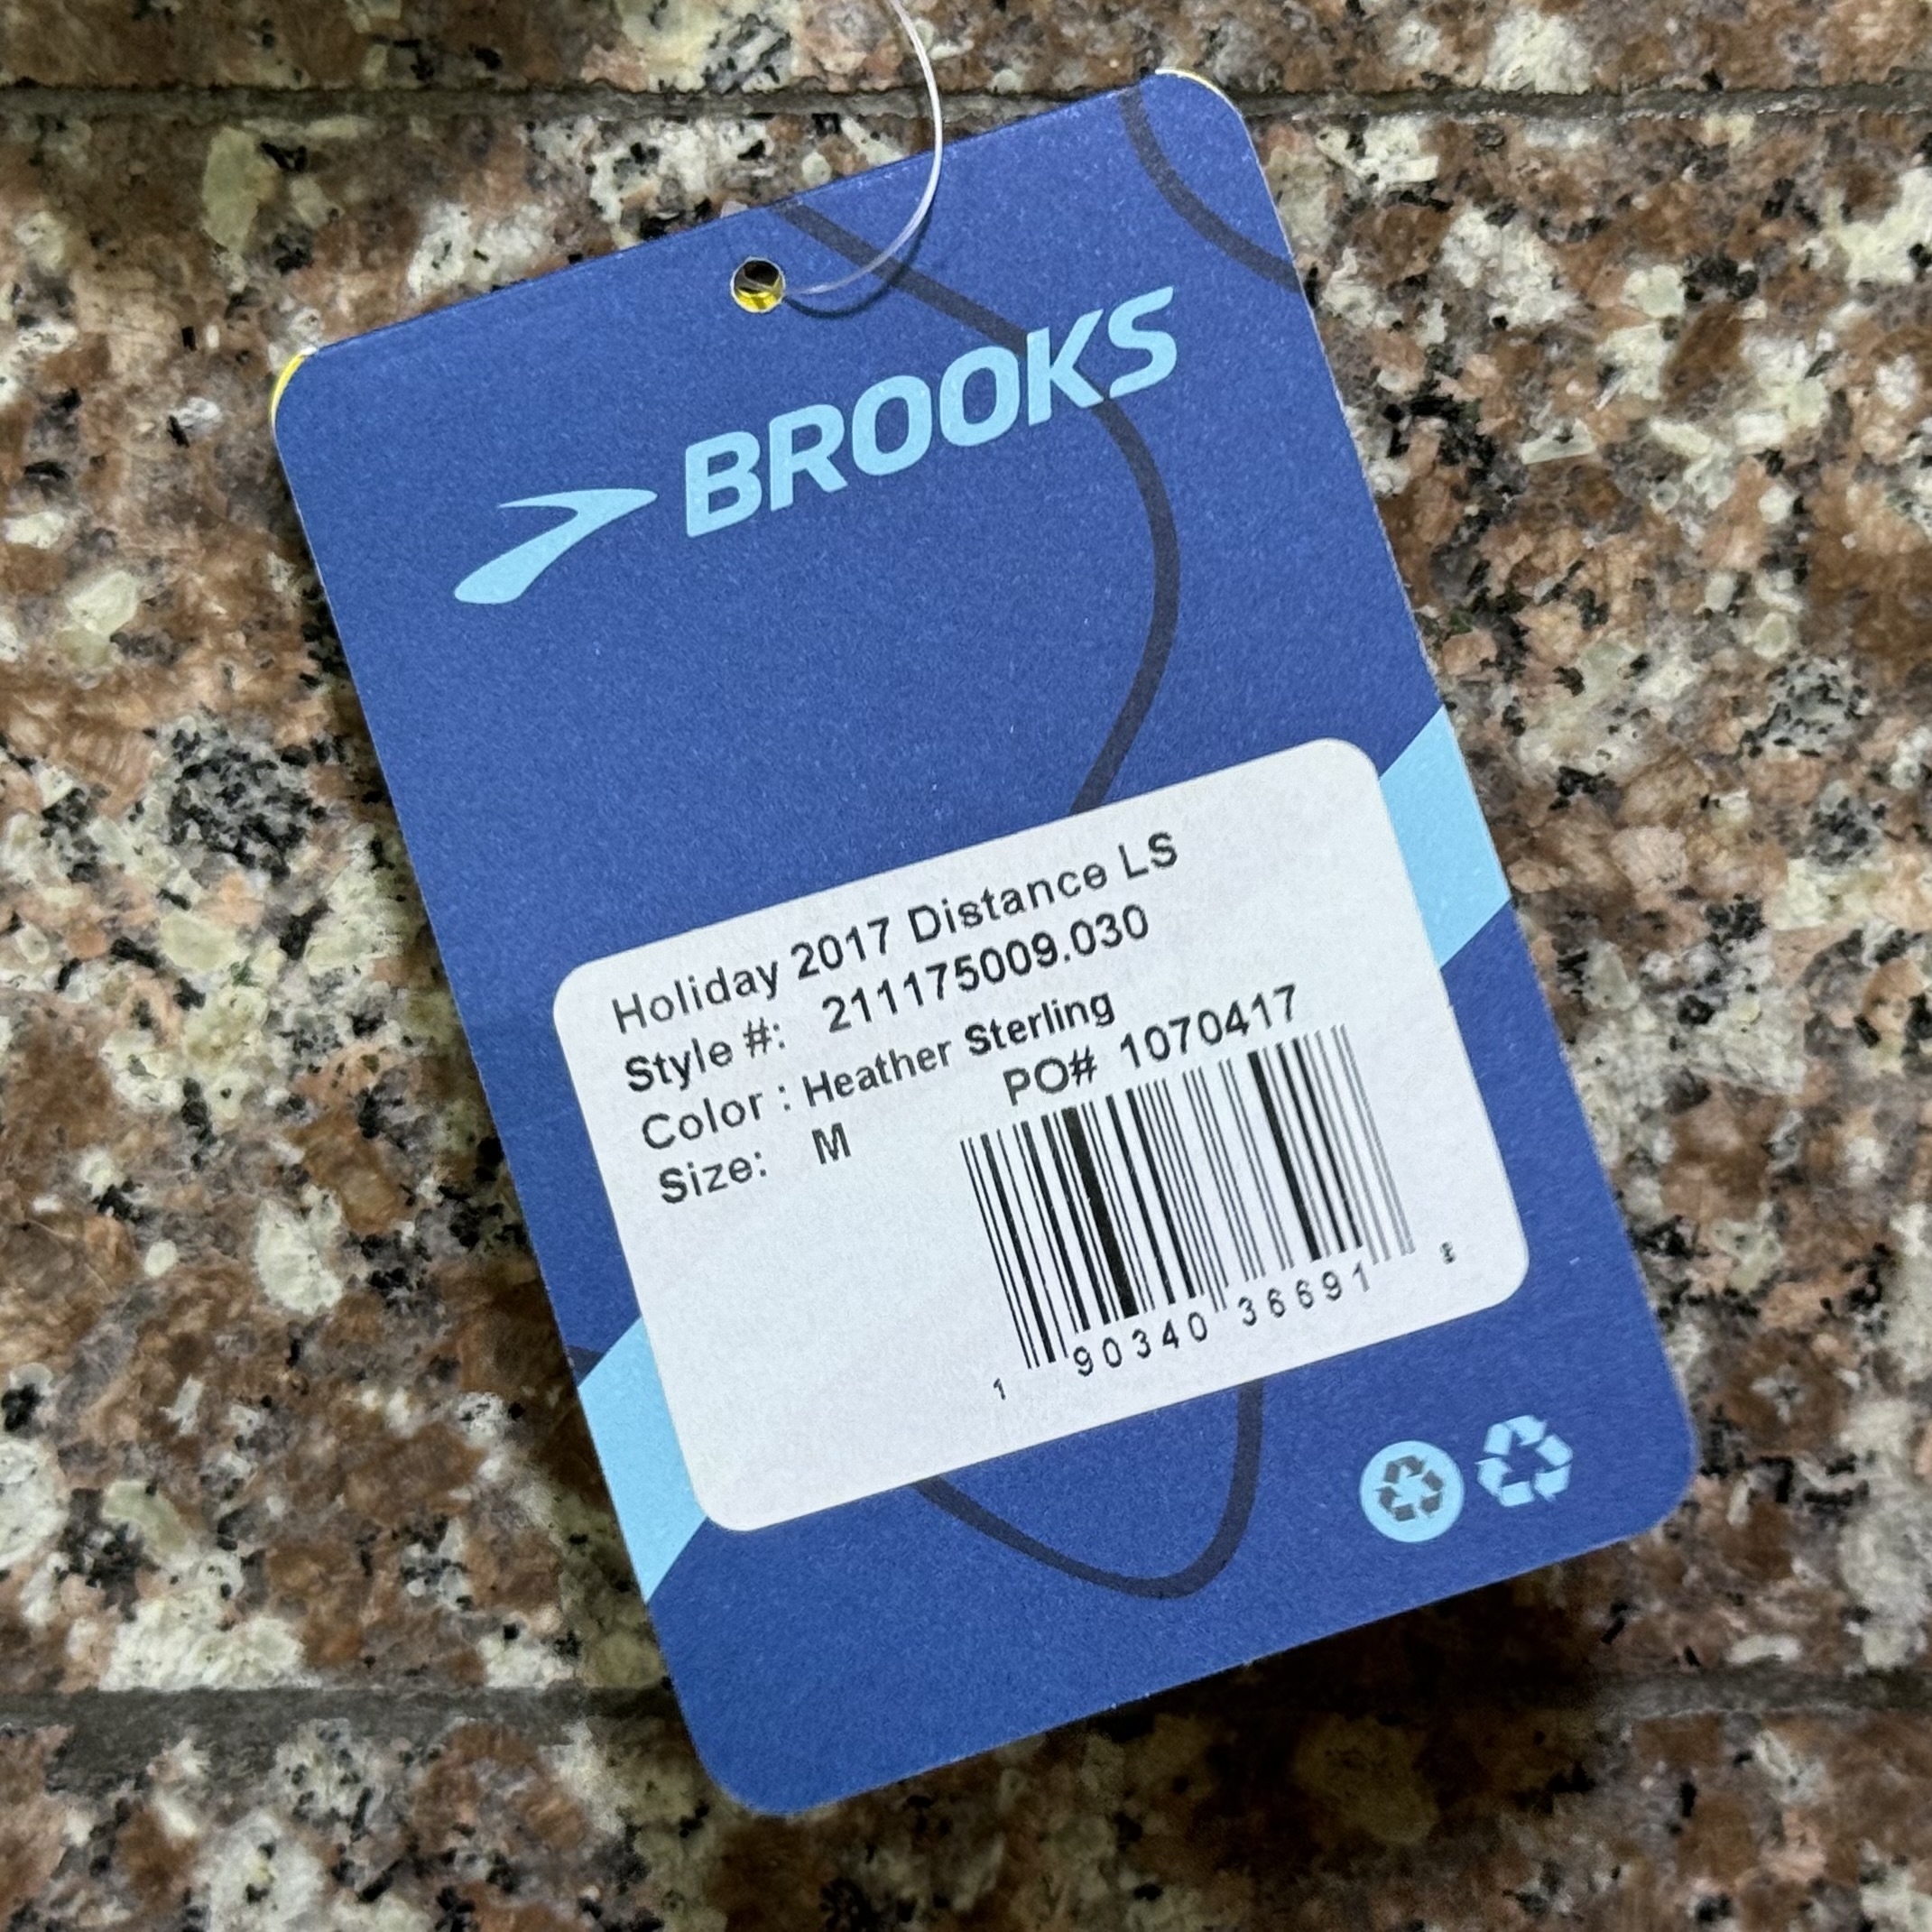 BROOKS
Holiday 2017 Distance LS
Style #: 211175009.030
Color : Heather Sterling
Size: M
PO# 1070417
1 90340 36691 8